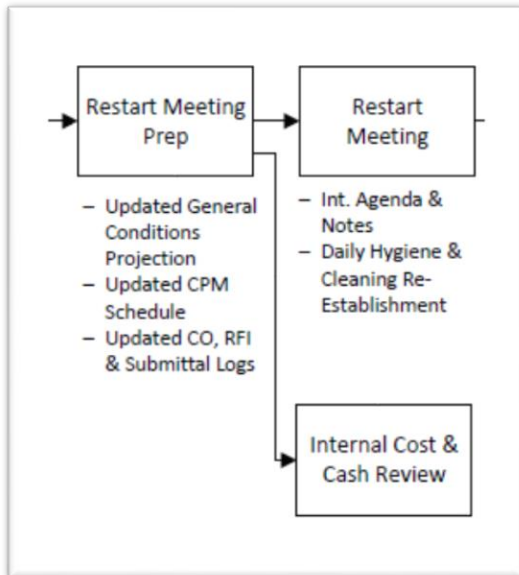 Restart Meeting
Prep
– Updated General
Conditions
Projection
– Updated CPM
Schedule
– Updated CO, RFI
& Submittal Logs
Restart
Meeting
– Int. Agenda &
Notes
– Daily Hygiene &
Cleaning Re-
Establishment
Internal Cost &
Cash Review